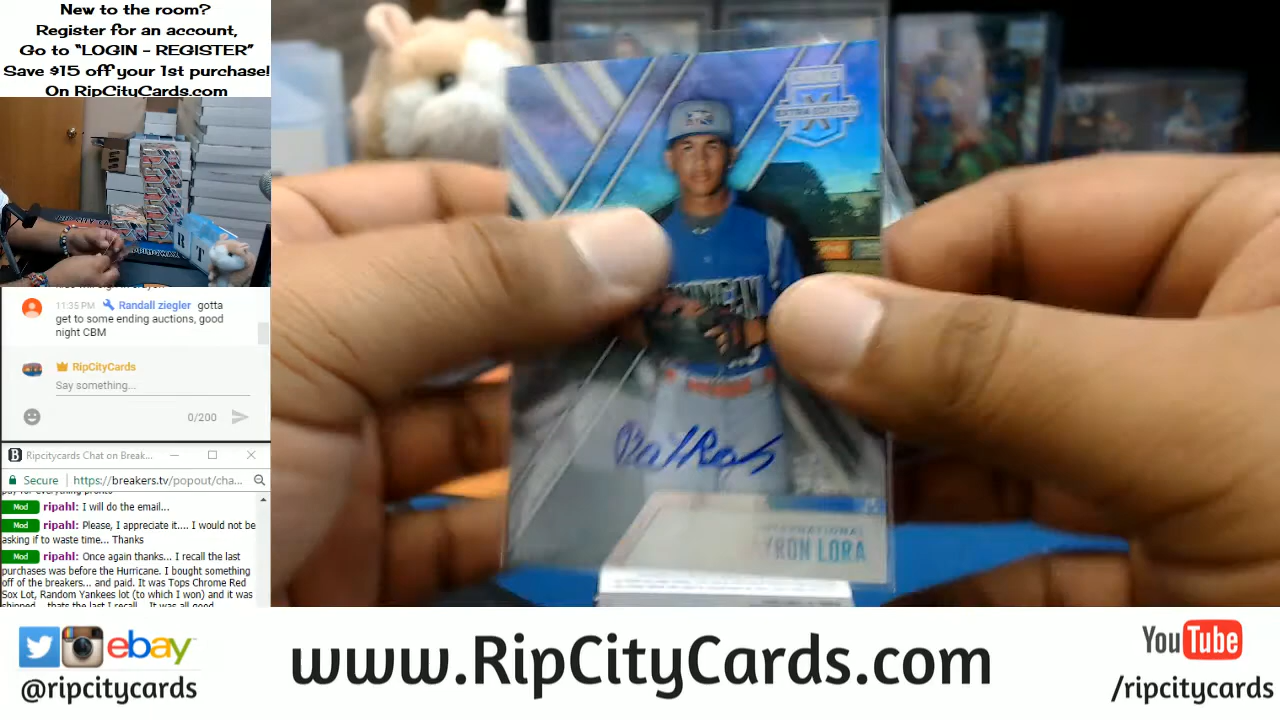 New to the room?
Register for an account,
Go to "LOGIN - REGISTER"
Save $15 off your 1st purchase!
On RipCityCards.com
11:35 PM Randall ziegler gotta
get to some ending auctions, good
night CBM
RipCityCards
Say something...
0/200
Ripcitycards Chat on Break...
Secure https://breakers.tv/popout/cha...
Mod ripahl: I will do the email...
Mod ripahl: Please, I appreciate it.... I would not be
asking if to waste time... Thanks
Mod ripahl: Once again thanks... I recall the last
purchases was before the Hurricane. I bought something
off of the breakers... and paid. It was Tops Chrome Red
Sox Lot, Random Yankees lot (to which I won) and it was
ELITE
EXTRA EDITION
X
YRON LORA
ebay
@ripcitycards
www.RipCityCards.com
YouTube
/ripcitycards